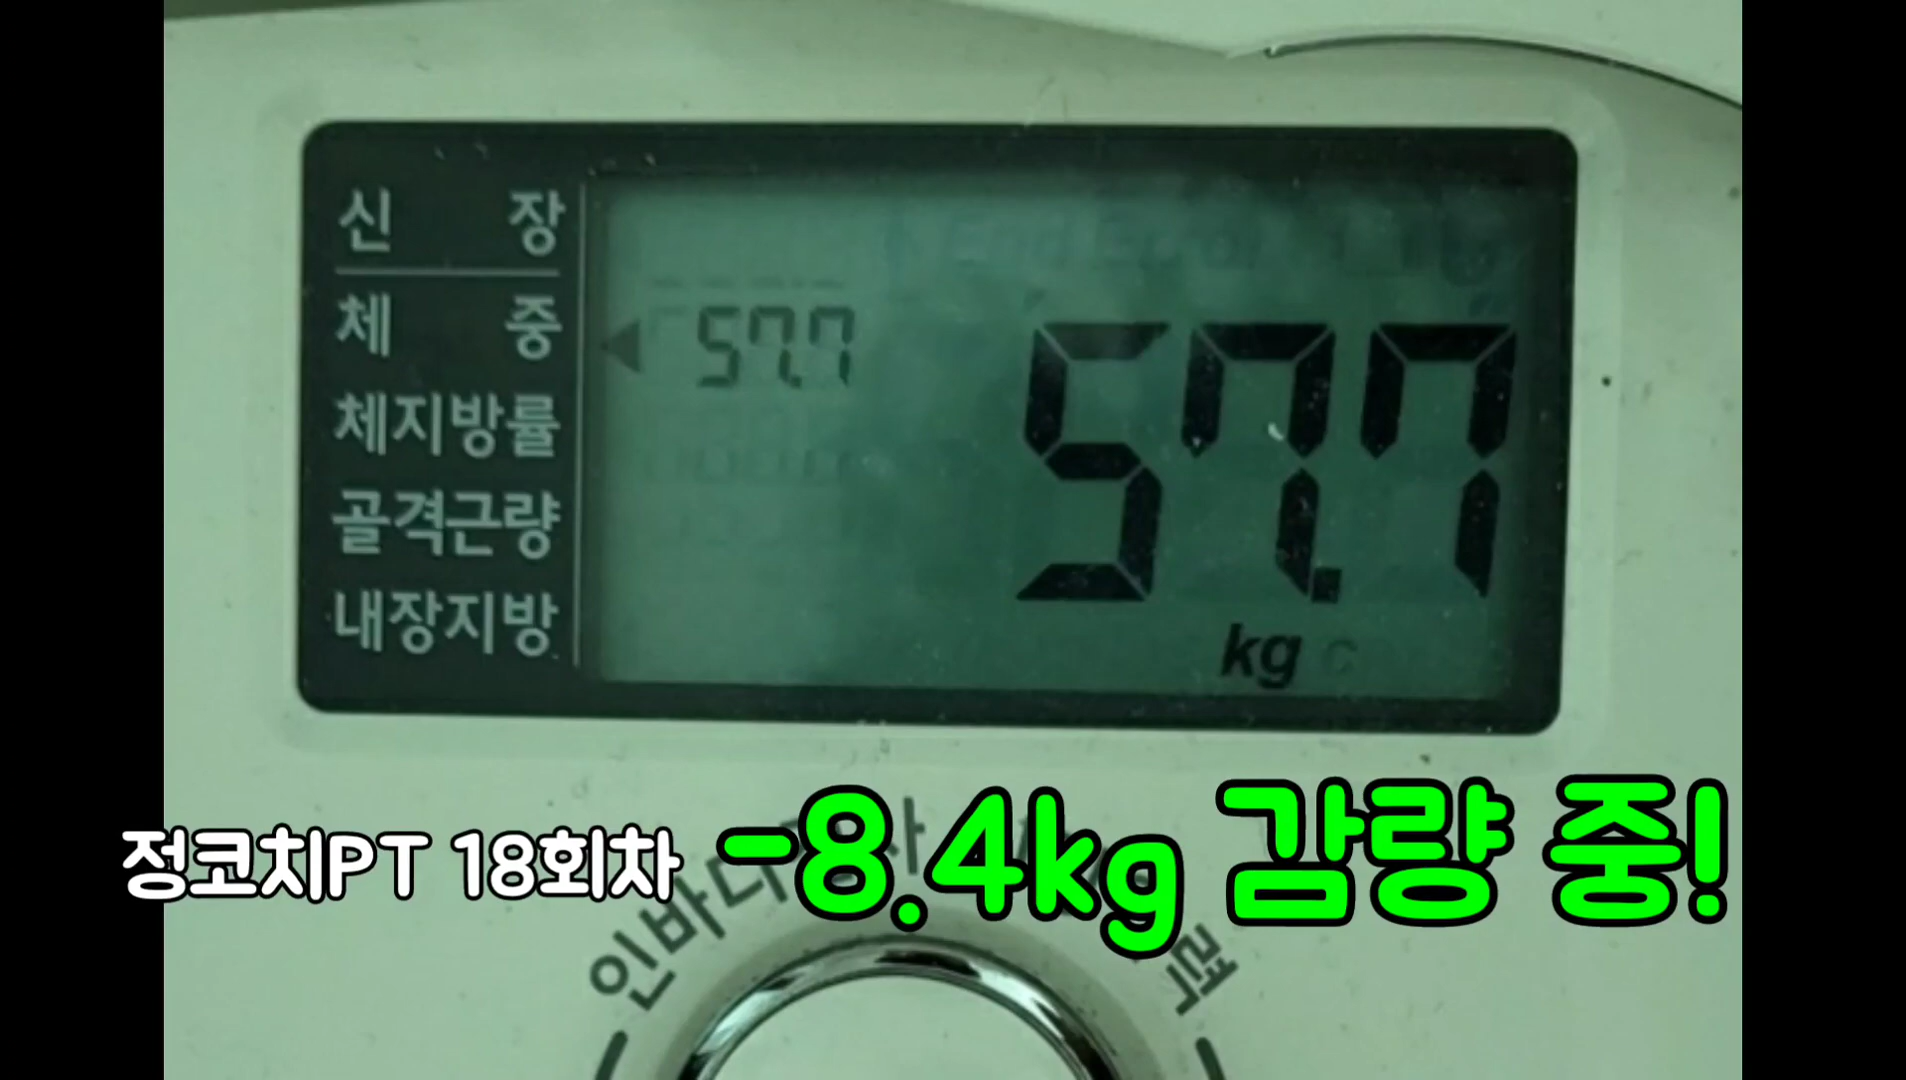 신 장
체 중 57.7 57.7
체지방률
골격근량
내장지방
kg
정코치PT 18회차 -8.4kg 감량 중!
인바디